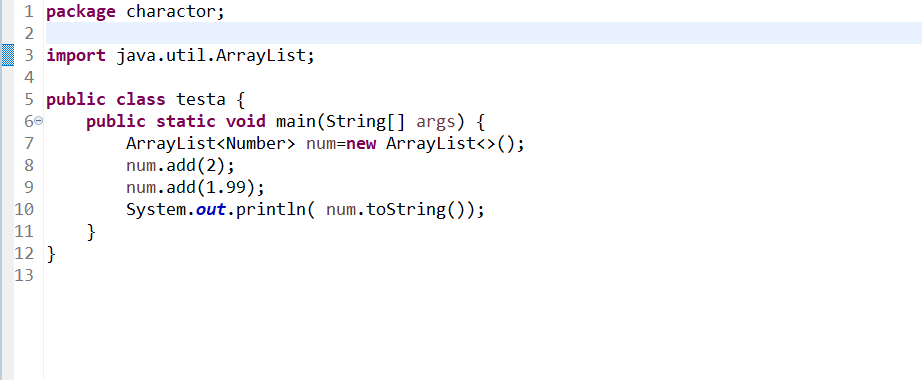 1 package charactor;
2
3 import java.util.ArrayList;
4
5 public class testa {
6     public static void main(String[] args) {
7         ArrayList<Number> num=new ArrayList<>();
8         num.add(2);
9         num.add(1.99);
10         System.out.println( num.toString());
11     }
12 }
13